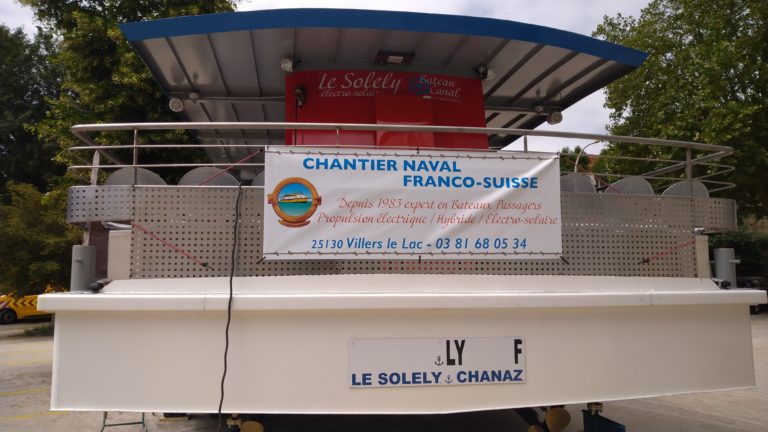 Le Solely
électro-solaire
Bateau
Canal
CHANTIER NAVAL
FRANCO-SUISSE
Depuis 1983 expert en Bateaux Passagers
Propulsion électrique / Hybride / Electro-solaire
25130 Villers le Lac - 03 81 68 05 34
LY F
LE SOLELY CHANAZ